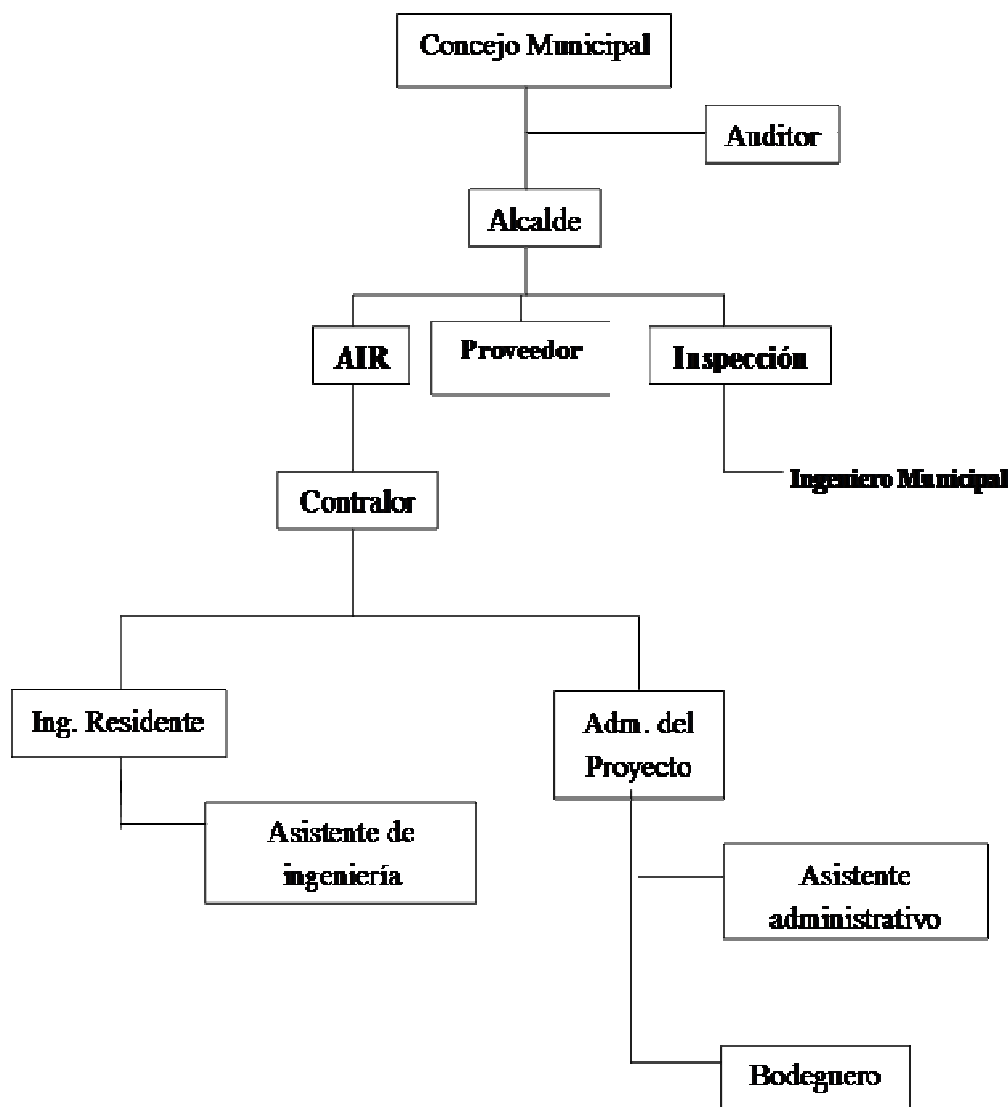 Concejo Municipal
Auditor
Alcalde
AIR
Proveedor
Inspección
Ingeniero Municipal
Contralor
Ing. Residente
Adm. del
Proyecto
Asistente de
ingeniería
Asistente
administrativo
Bodeguero